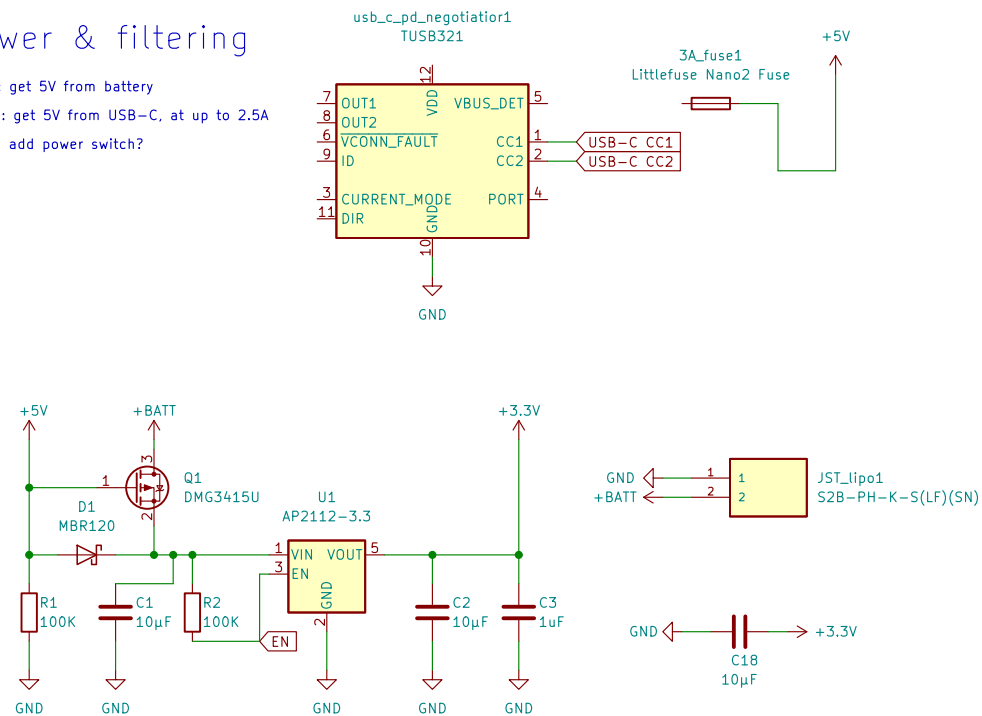 wer & filtering
: get 5V from battery
: get 5V from USB-C, at up to 2.5A
add power switch?
usb_c_pd_negotiatior1
TUSB321
12
VDD
7 OUT1
8 OUT2
6 VCONN_FAULT
9 ID
3 CURRENT_MODE
11 DIR
VBUS_DET 5
CC1 1
CC2 2
PORT 4
GND
10
GND
USB-C CC1
USB-C CC2
3A_fuse1
Littlefuse Nano2 Fuse
+5V
+5V
+BATT
3
1
2
Q1
DMG3415U
D1
MBR120
R1
100K
GND
C1
10µF
GND
R2
100K
EN
U1
AP2112-3.3
1 VIN
3 EN
VOUT 5
GND
2
GND
+3.3V
C2
10µF
GND
C3
1uF
GND
GND
+BATT
1 1
2 2
JST_lipo1
S2B-PH-K-S(LF)(SN)
GND
+3.3V
C18
10µF